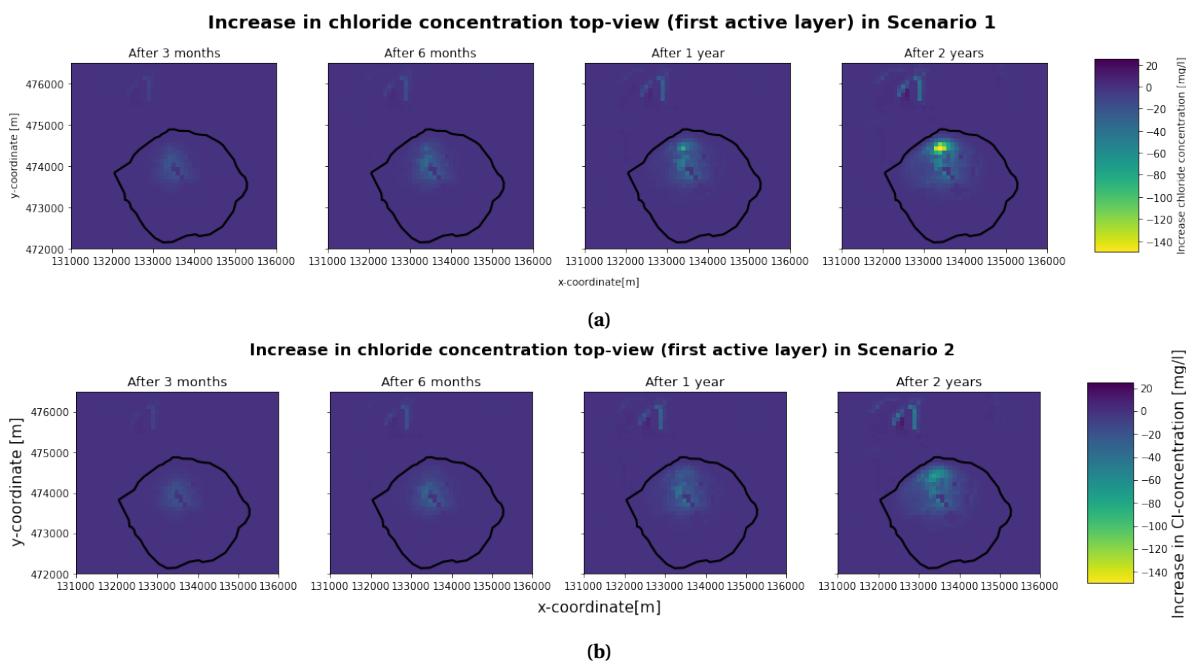 Increase in chloride concentration top-view (first active layer) in Scenario 1
After 3 months
After 6 months
After 1 year
After 2 years
y-coordinate [m]
476000
475000
474000
473000
472000
131000 132000 133000 134000 135000 136000
131000 132000 133000 134000 135000 136000
131000 132000 133000 134000 135000 136000
131000 132000 133000 134000 135000 136000
x-coordinate[m]
20
0
−20
−40
−60
−80
−100
−120
−140
Increase chloride concentration [mg/l]
(a)
Increase in chloride concentration top-view (first active layer) in Scenario 2
After 3 months
After 6 months
After 1 year
After 2 years
y-coordinate [m]
476000
475000
474000
473000
472000
131000 132000 133000 134000 135000 136000
131000 132000 133000 134000 135000 136000
131000 132000 133000 134000 135000 136000
131000 132000 133000 134000 135000 136000
x-coordinate[m]
20
0
−20
−40
−60
−80
−100
−120
−140
Increase in Cl-concentration [mg/l]
(b)